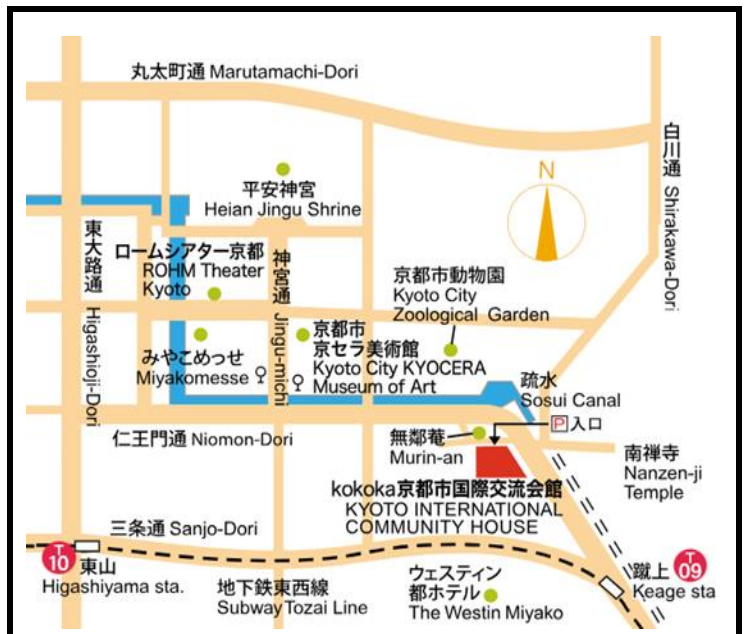 丸太町通 Marutamachi-Dori
白川通 Shirakawa-Dori
N
平安神宮
Heian Jingu Shrine
東大路通 Higashioji-Dori
ロームシアター京都
ROHM Theater
Kyoto
神宮通 Jingu-michi
京都市動物園
Kyoto City
Zoological Garden
みやこめっせ
Miyakomesse
京都市
京セラ美術館
Kyoto City KYOCERA
Museum of Art
疏水
Sosui Canal
P入口
仁王門通 Niomon-Dori
無鄰菴
Murin-an
南禅寺
Nanzen-ji
Temple
kokoka京都市国際交流会館
KYOTO INTERNATIONAL
COMMUNITY HOUSE
三条通 Sanjo-Dori
T
10
東山
Higashiyama sta.
地下鉄東西線
Subway Tozai Line
ウェスティン
都ホテル
The Westin Miyako
蹴上
T
09
Keage sta